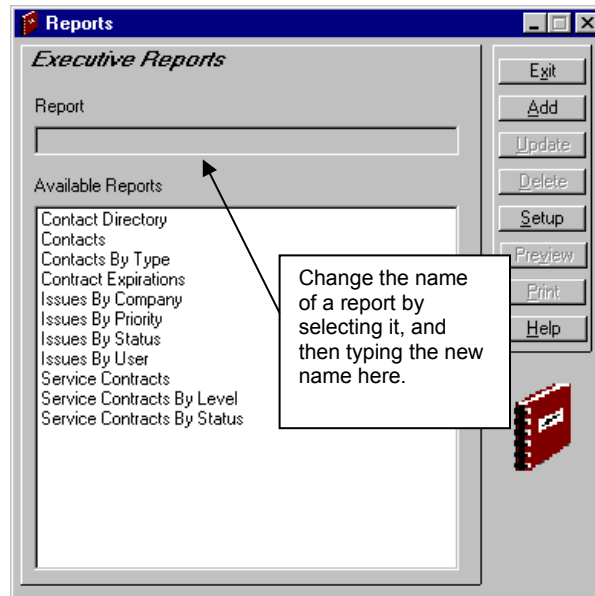 Reports
Executive Reports
Report
Available Reports
Contact Directory
Contacts
Contacts By Type
Contract Expirations
Issues By Company
Issues By Priority
Issues By Status
Issues By User
Service Contracts
Service Contracts By Level
Service Contracts By Status
Change the name
of a report by
selecting it, and
then typing the new
name here.
Exit
Add
Update
Delete
Setup
Preview
Print
Help